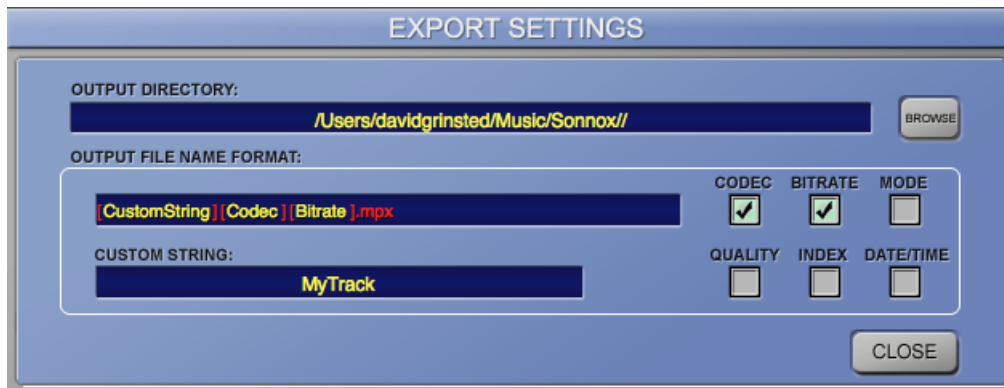 EXPORT SETTINGS
OUTPUT DIRECTORY:
/Users/davidgrinsted/Music/Sonnox//
BROWSE
OUTPUT FILE NAME FORMAT:
CODEC BITRATE MODE
[CustomString][Codec][Bitrate].mpx
CUSTOM STRING:
QUALITY INDEX DATE/TIME
MyTrack
CLOSE